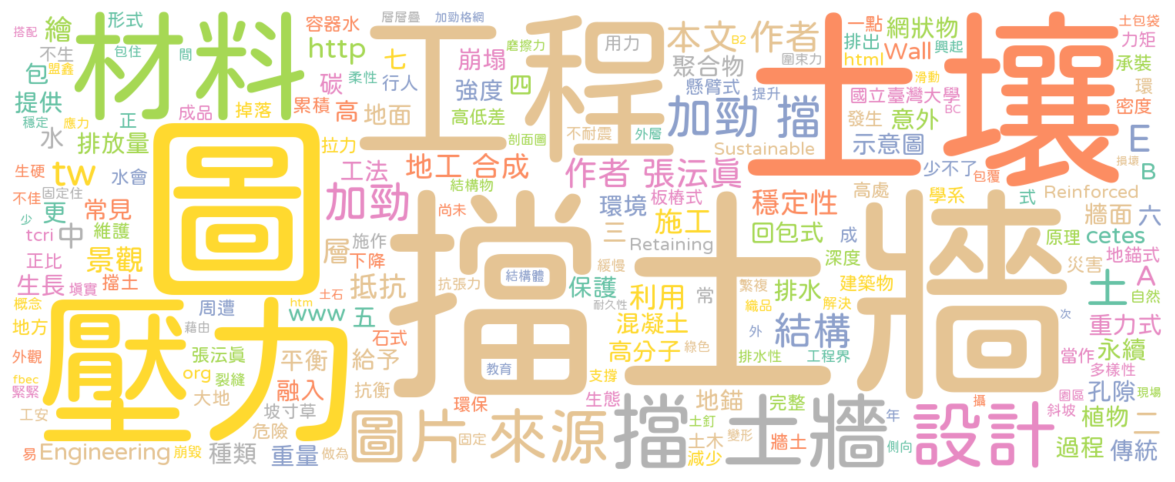 搭配 繪 形式 層層疊 加勁格網 容器水 磨擦力 用力 本文 B2 作者 一點 網狀物 土包袋
不生 包住 間 材料 http 七 工程 圍束力 排出 Wall 興起 力矩
包 盟鑫 碳 柔性 行人 崩塌 四 聚合物 懸臂式 html 滑動 承裝
提供 成品 掉落 累積 高 地面 強度 高低差 加勁 擋 提升 國立臺灣大學 環
穩定 應力 正 剖面圖 發生 意外 BC 密度
水 排放量 圖 拉力 不耐震 外層 Sustainable 示意圖 土壤 E
生硬 固定住 tw 水會 工法 地工 合成 作者 張沅眞 少不了 包覆 損壞 B
不佳 少 更 常見 加勁 結構物 板樁式 高處 學系 式 Reinforced
tcri 中 維護 尚未 環境 施工 穩定性 牆面 六
正比 景觀 層 施作 三 Retaining 回包式 成 原理 cetes
生長 塡實 擋土 下降 抵抗 擋土牆 結構體 緩慢 深度 地錨式 災害 A
概念 周遭 htm 土石 抗張力 保護 利用 常 繁複 排水 建築物 土 自然
地方 藉由 壓力 www 五 耐久性 混凝土 織品 結構 解決 重力式 次
外觀 張沅眞 石式 外 當作 永續
fbec 緊緊 org 裂縫 平衡 給予 高分子 綠色 排水性 工程界 多樣性
工安 大地 融入 抗衡 教育 支撐 孔隙 園區 現場
坡寸草 環保 生態 地錨 完整 擋土牆 年 設計 攝 斜坡 植物 二
易 Engineering 崩毀 危險 種類 重量 做為 圖片 來源 固定 土釘 土木 變形 減少 牆土 側向 過程 傳統